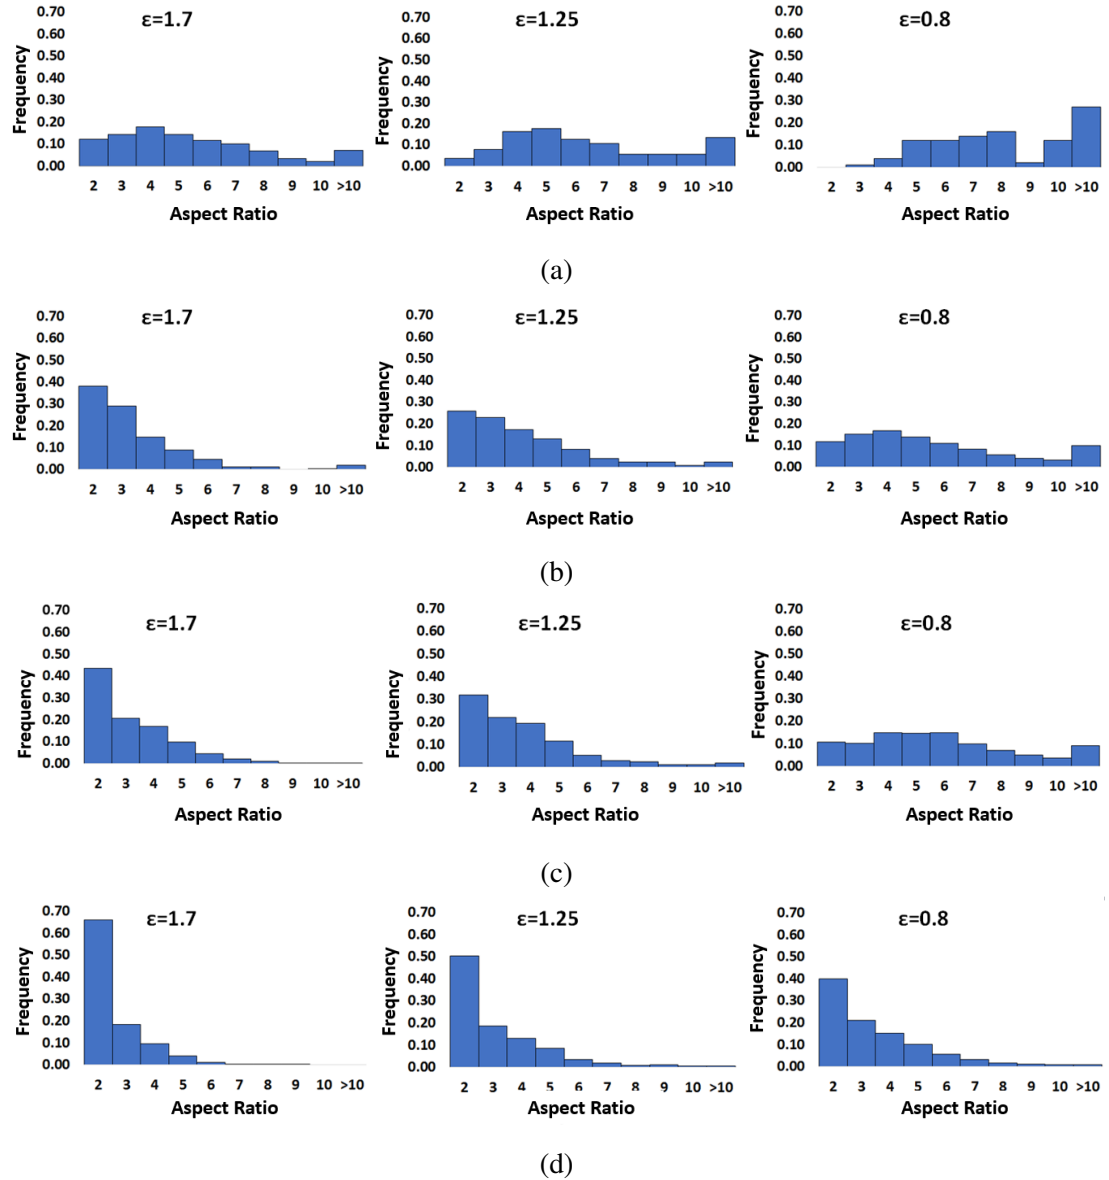 ε=1.7 ε=1.25 ε=0.8
0.70 0.70 0.70
0.60 0.60 0.60
0.50 0.50 0.50
0.40 0.40 0.40
0.30 0.30 0.30
0.20 0.20 0.20
0.10 0.10 0.10
0.00 0.00 0.00
Frequency Frequency Frequency
2 3 4 5 6 7 8 9 10 >10 2 3 4 5 6 7 8 9 10 >10 2 3 4 5 6 7 8 9 10 >10
Aspect Ratio Aspect Ratio Aspect Ratio
(a)
ε=1.7 ε=1.25 ε=0.8
0.70 0.70 0.70
0.60 0.60 0.60
0.50 0.50 0.50
0.40 0.40 0.40
0.30 0.30 0.30
0.20 0.20 0.20
0.10 0.10 0.10
0.00 0.00 0.00
Frequency Frequency Frequency
2 3 4 5 6 7 8 9 10 >10 2 3 4 5 6 7 8 9 10 >10 2 3 4 5 6 7 8 9 10 >10
Aspect Ratio Aspect Ratio Aspect Ratio
(b)
ε=1.7 ε=1.25 ε=0.8
0.70 0.70 0.70
0.60 0.60 0.60
0.50 0.50 0.50
0.40 0.40 0.40
0.30 0.30 0.30
0.20 0.20 0.20
0.10 0.10 0.10
0.00 0.00 0.00
Frequency Frequency Frequency
2 3 4 5 6 7 8 9 10 >10 2 3 4 5 6 7 8 9 10 >10 2 3 4 5 6 7 8 9 10 >10
Aspect Ratio Aspect Ratio Aspect Ratio
(c)
ε=1.7 ε=1.25 ε=0.8
0.70 0.70 0.70
0.60 0.60 0.60
0.50 0.50 0.50
0.40 0.40 0.40
0.30 0.30 0.30
0.20 0.20 0.20
0.10 0.10 0.10
0.00 0.00 0.00
Frequency Frequency Frequency
2 3 4 5 6 7 8 9 10 >10 2 3 4 5 6 7 8 9 10 >10 2 3 4 5 6 7 8 9 10 >10
Aspect Ratio Aspect Ratio Aspect Ratio
(d)